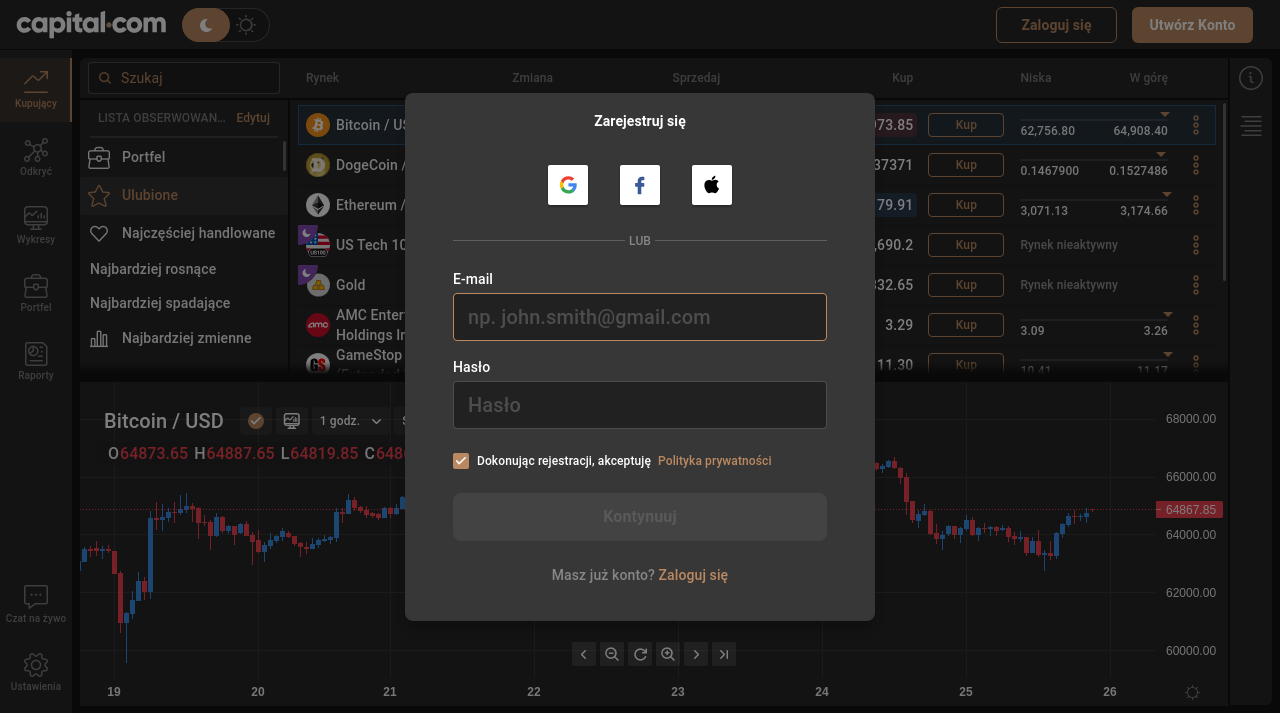 capital.com
Zaloguj się
Utwórz Konto
Kupujący
Odkryć
Wykresy
Portfel
Raporty
Czat na żywo
Ustawienia
Szukaj
LISTA OBSERWOWAN...
Edytuj
Portfel
Ulubione
Najczęściej handlowane
Najbardziej rosnące
Najbardziej spadające
Najbardziej zmienne
Rynek Zmiana Sprzedaj Kup Niska W górę
Bitcoin / US 73.85 Kup 62,756.80 64,908.40
DogeCoin / 37371 Kup 0.1467900 0.1527486
Ethereum / 79.91 Kup 3,071.13 3,174.66
US Tech 10 ,690.2 Kup Rynek nieaktywny
Gold 332.65 Kup Rynek nieaktywny
AMC Enter
Holdings In 3.29 Kup 3.09 3.26
GameStop 11.30 Kup 10.41 11.17
Zarejestruj się
LUB
E-mail
np. john.smith@gmail.com
Hasło
Hasło
Dokonując rejestracji, akceptuję Polityka prywatności
Kontynuuj
Masz już konto? Zaloguj się
Bitcoin / USD
1 godz.
O64873.65 H64887.65 L64819.85 C648
68000.00
66000.00
64867.85
64000.00
62000.00
60000.00
19 20 21 22 23 24 25 26